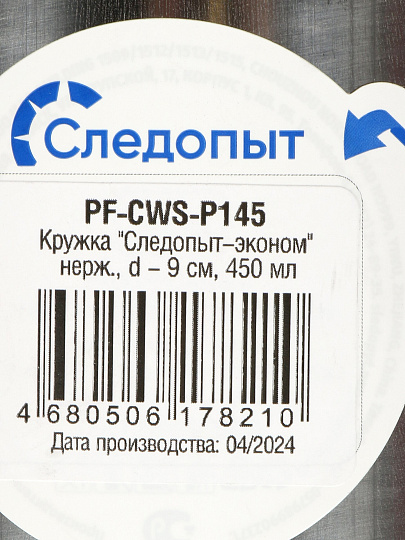 Следопыт
PF-CWS-P145
Кружка "Следопыт–эконом"
нерж., d – 9 см, 450 мл
4 680506 178210
Дата производства: 04/2024